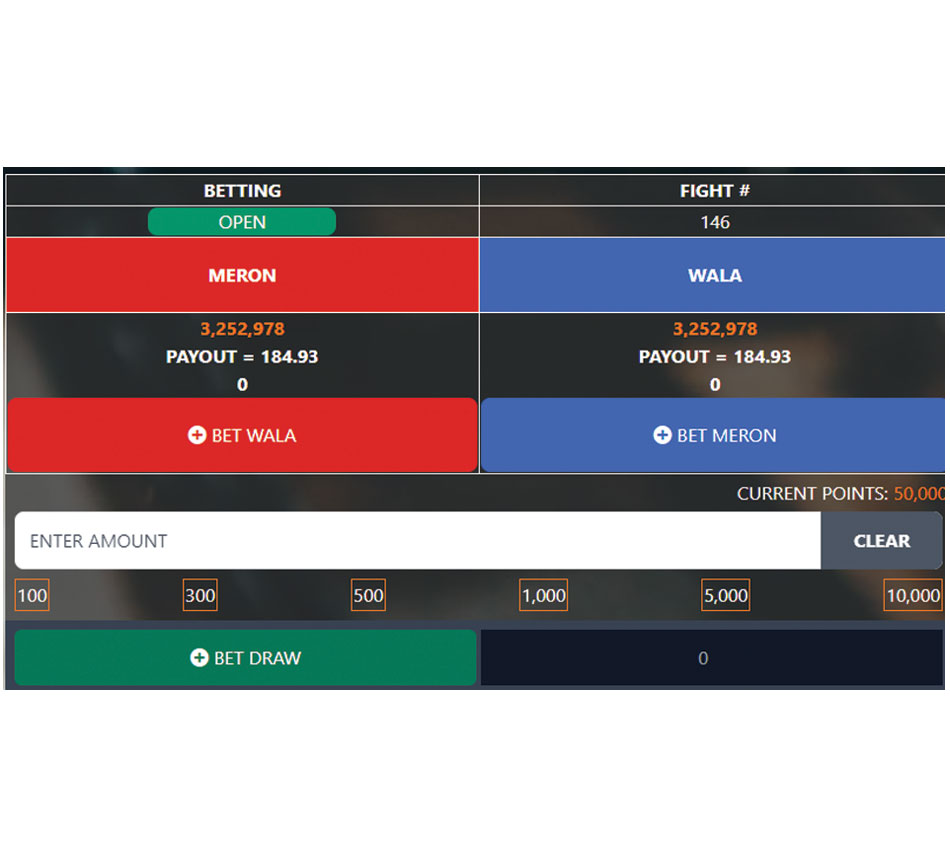 BETTING FIGHT #
OPEN 146
MERON WALA
3,252,978 3,252,978
PAYOUT = 184.93 PAYOUT = 184.93
0 0
BET WALA BET MERON
CURRENT POINTS: 50,000
ENTER AMOUNT CLEAR
100 300 500 1,000 5,000 10,000
BET DRAW 0